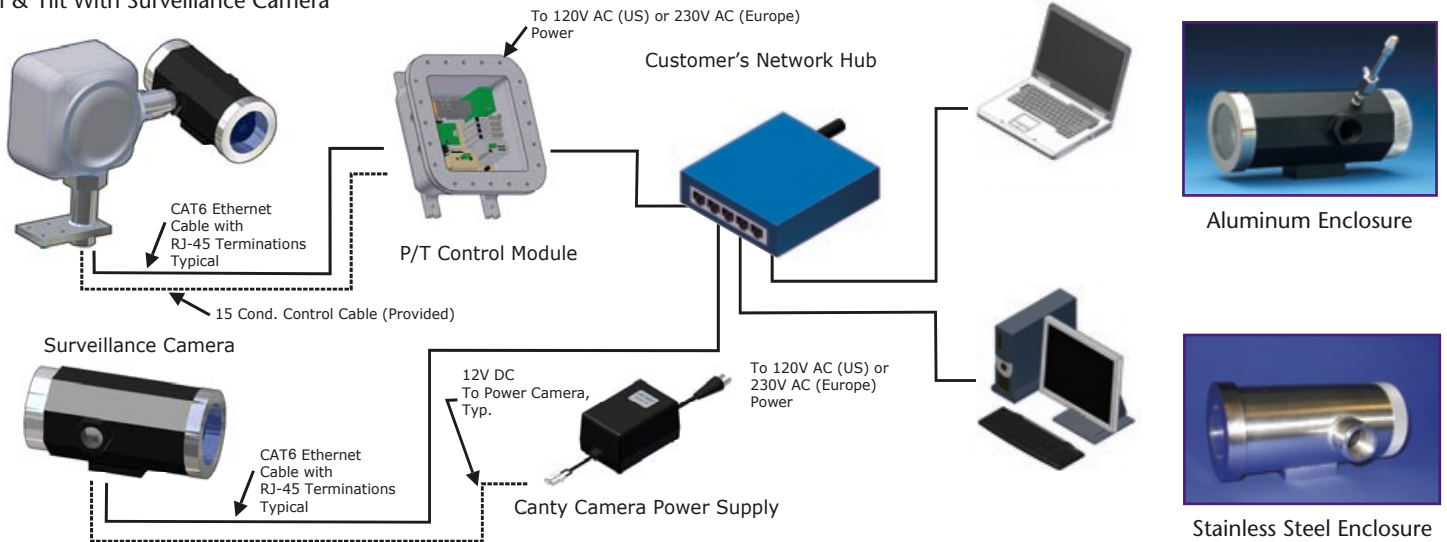 & Tilt With Surveillance Camera
To 120V AC (US) or 230V AC (Europe)
Power
Customer's Network Hub
CAT6 Ethernet
Cable with
RJ-45 Terminations
Typical
P/T Control Module
15 Cond. Control Cable (Provided)
Aluminum Enclosure
Surveillance Camera
12V DC
To Power Camera,
Typ.
To 120V AC (US) or
230V AC (Europe)
Power
CAT6 Ethernet
Cable with
RJ-45 Terminations
Typical
Canty Camera Power Supply
Stainless Steel Enclosure